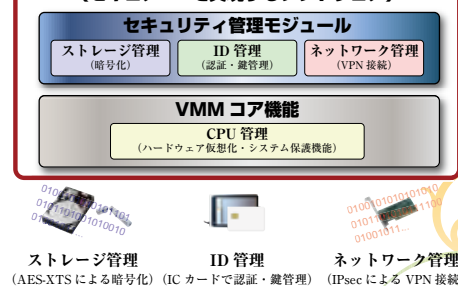 セキュリティ管理モジュール
ストレージ管理
(暗号化)
ID 管理
(認証・鍵管理)
ネットワーク管理
(VPN 接続)
VMM コア機能
CPU 管理
(ハードウェア仮想化・システム保護機能)
ストレージ管理
(AES-XTS による暗号化)
ID 管理
(IC カードで認証・鍵管理)
ネットワーク管理
(IPsec による VPN 接続